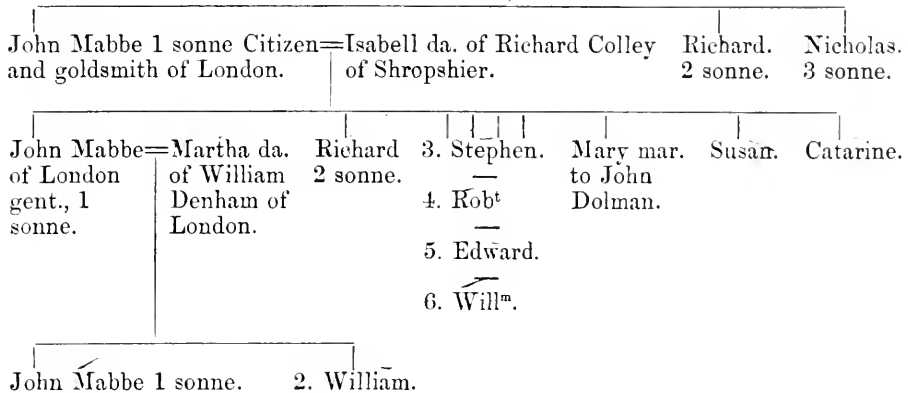 John Mabbe 1 sonne Citizen=Isabell da. of Richard Colley Richard. Nicholas.
and goldsmith of London. of Shropshier. 2 sonne. 3 sonne.
John Mabbe=Martha da. Richard 3. Stephen. Mary mar. Susan. Catarine.
of London of William 2 sonne. to John
gent., 1 Denham of 4. Robᵗ Dolman.
sonne. London.
5. Edward.
6. Willᵐ.
John Mabbe 1 sonne. 2. William.